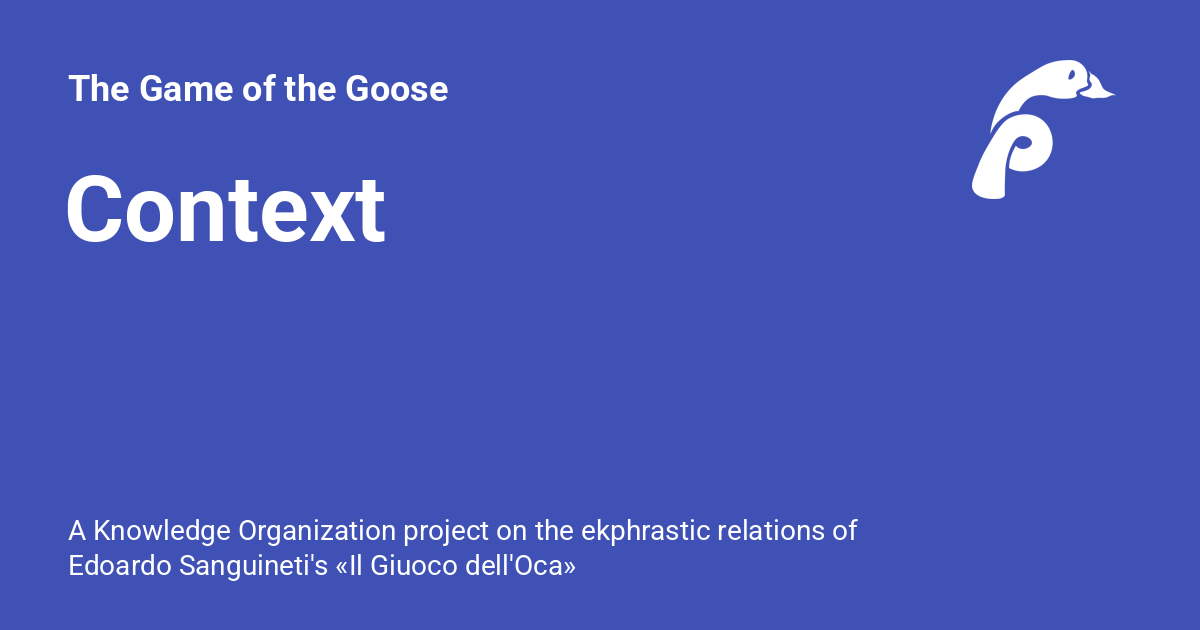 The Game of the Goose
Context
A Knowledge Organization project on the ekphrastic relations of
Edoardo Sanguineti's «Il Giuoco dell'Oca»